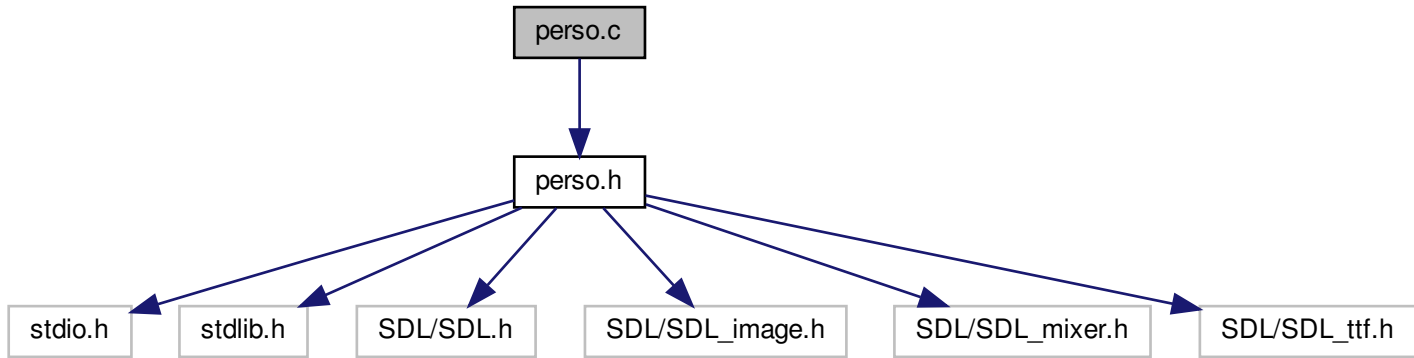 perso.c
perso.h
stdio.h
stdlib.h
SDL/SDL.h
SDL/SDL_image.h
SDL/SDL_mixer.h
SDL/SDL_ttf.h